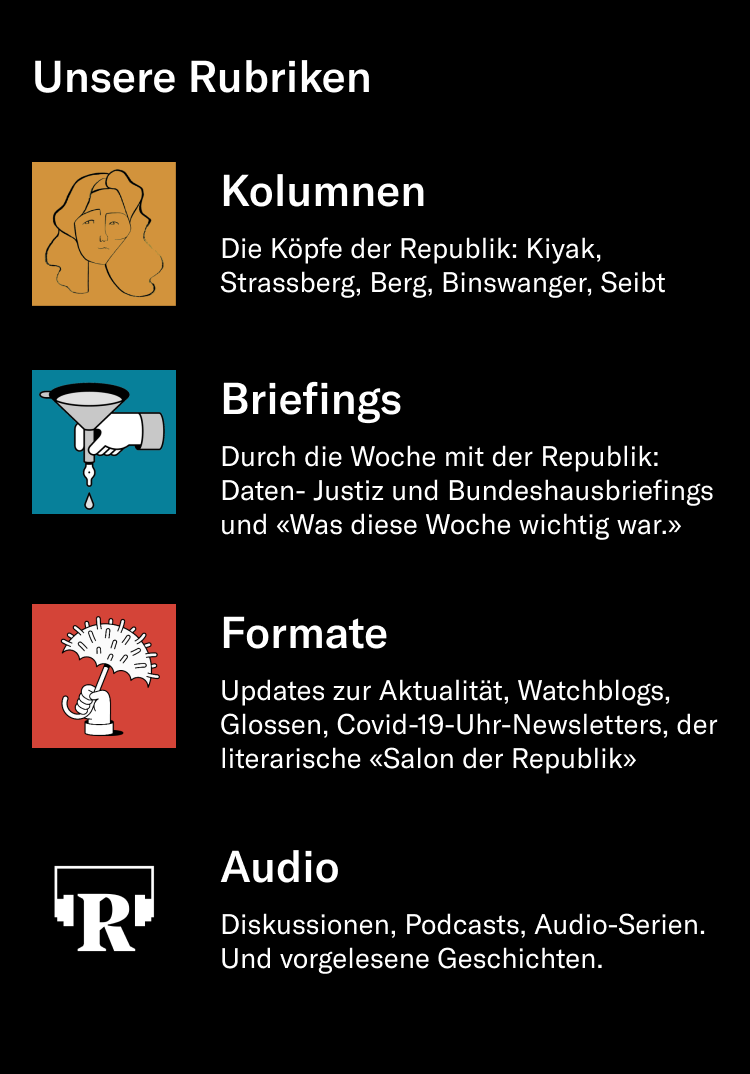 Unsere Rubriken
Kolumnen
Die Köpfe der Republik: Kiyak,
Strassberg, Berg, Binswanger, Seibt
Briefings
Durch die Woche mit der Republik:
Daten- Justiz und Bundeshausbriefings
und «Was diese Woche wichtig war.»
Formate
Updates zur Aktualität, Watchblogs,
Glossen, Covid-19-Uhr-Newsletters, der
literarische «Salon der Republik»
R
Audio
Diskussionen, Podcasts, Audio-Serien.
Und vorgelesene Geschichten.